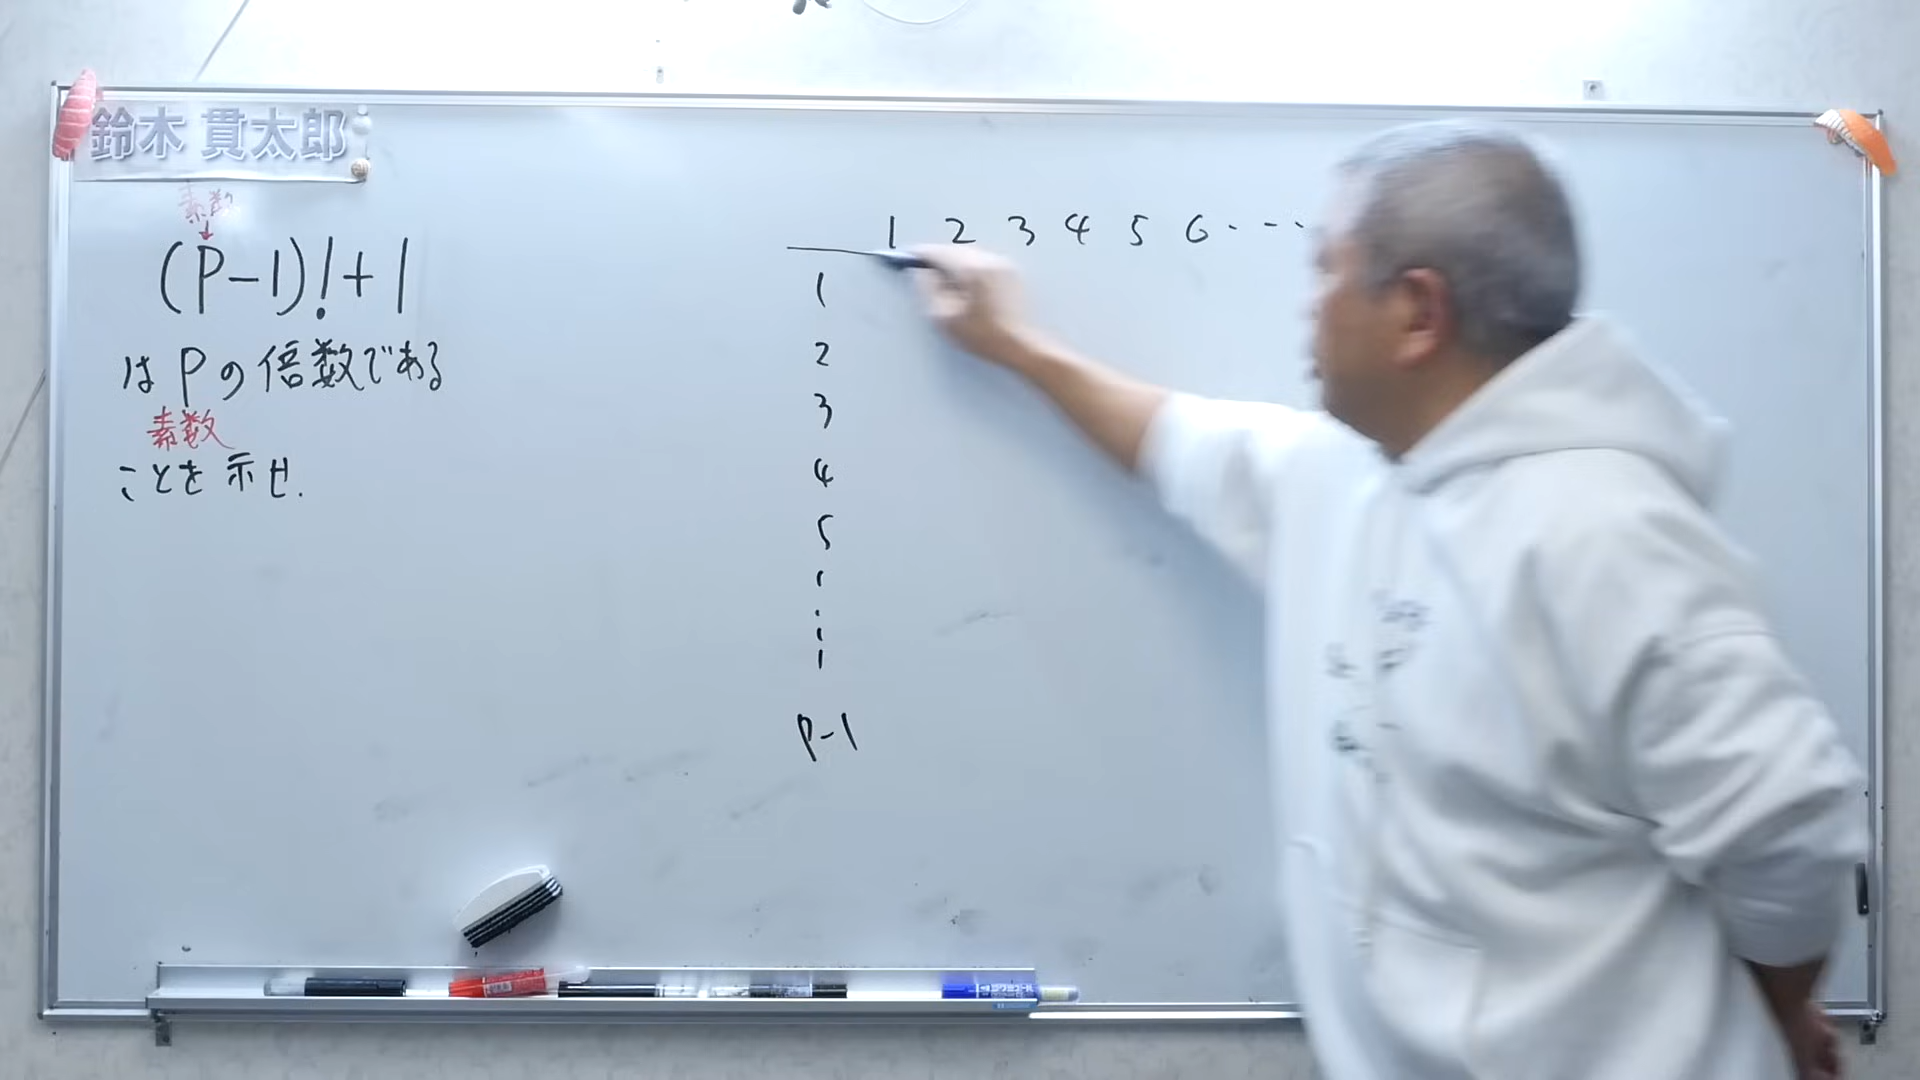 鈴木 貫太郎
素数
↓
(P-1)!+1
は Pの倍数である
素数
ことを示せ.
1 2 3 4 5 6 ・・・
1
2
3
4
5
P-1